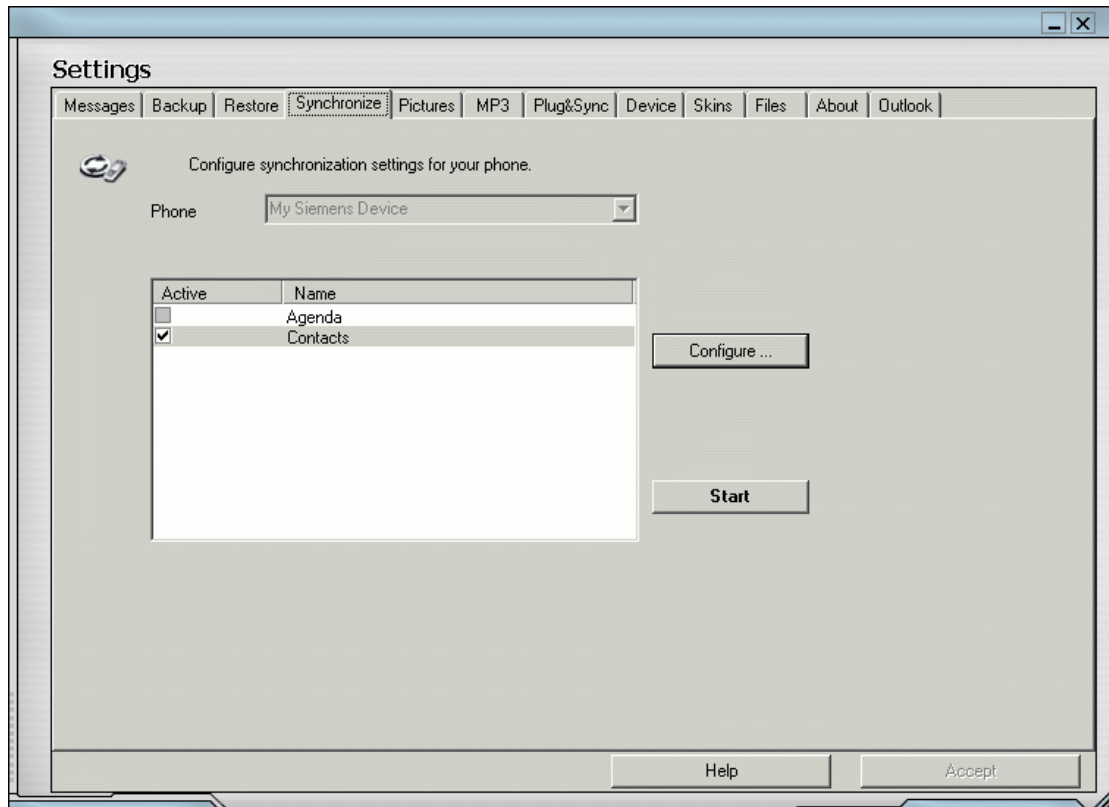 Settings
Messages Backup Restore Synchronize Pictures MP3 Plug&Sync Device Skins Files About Outlook
Configure synchronization settings for your phone.
Phone My Siemens Device
Active Name
Agenda
Contacts
Configure ...
Start
Help Accept